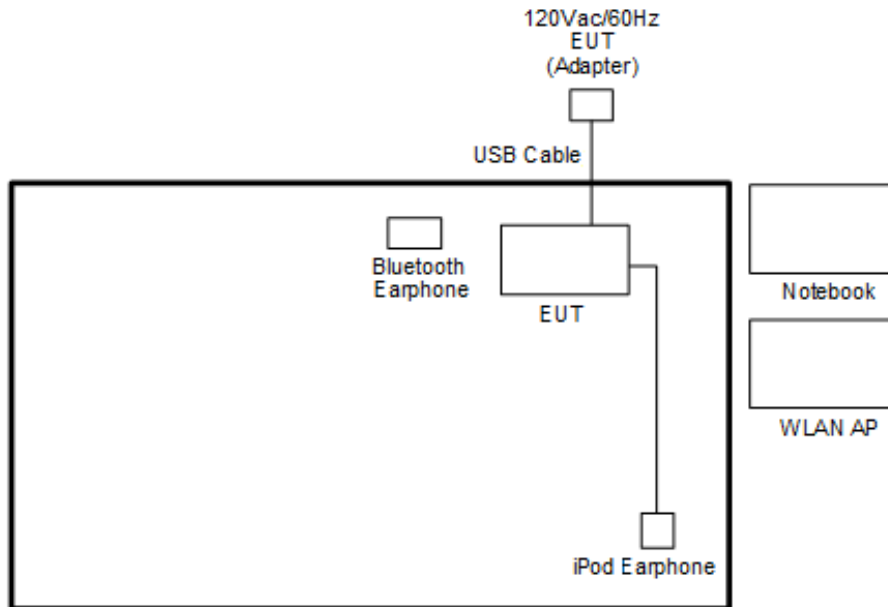 120Vac/60Hz
EUT
(Adapter)
USB Cable
Bluetooth
Earphone
EUT
Notebook
WLAN AP
iPod Earphone